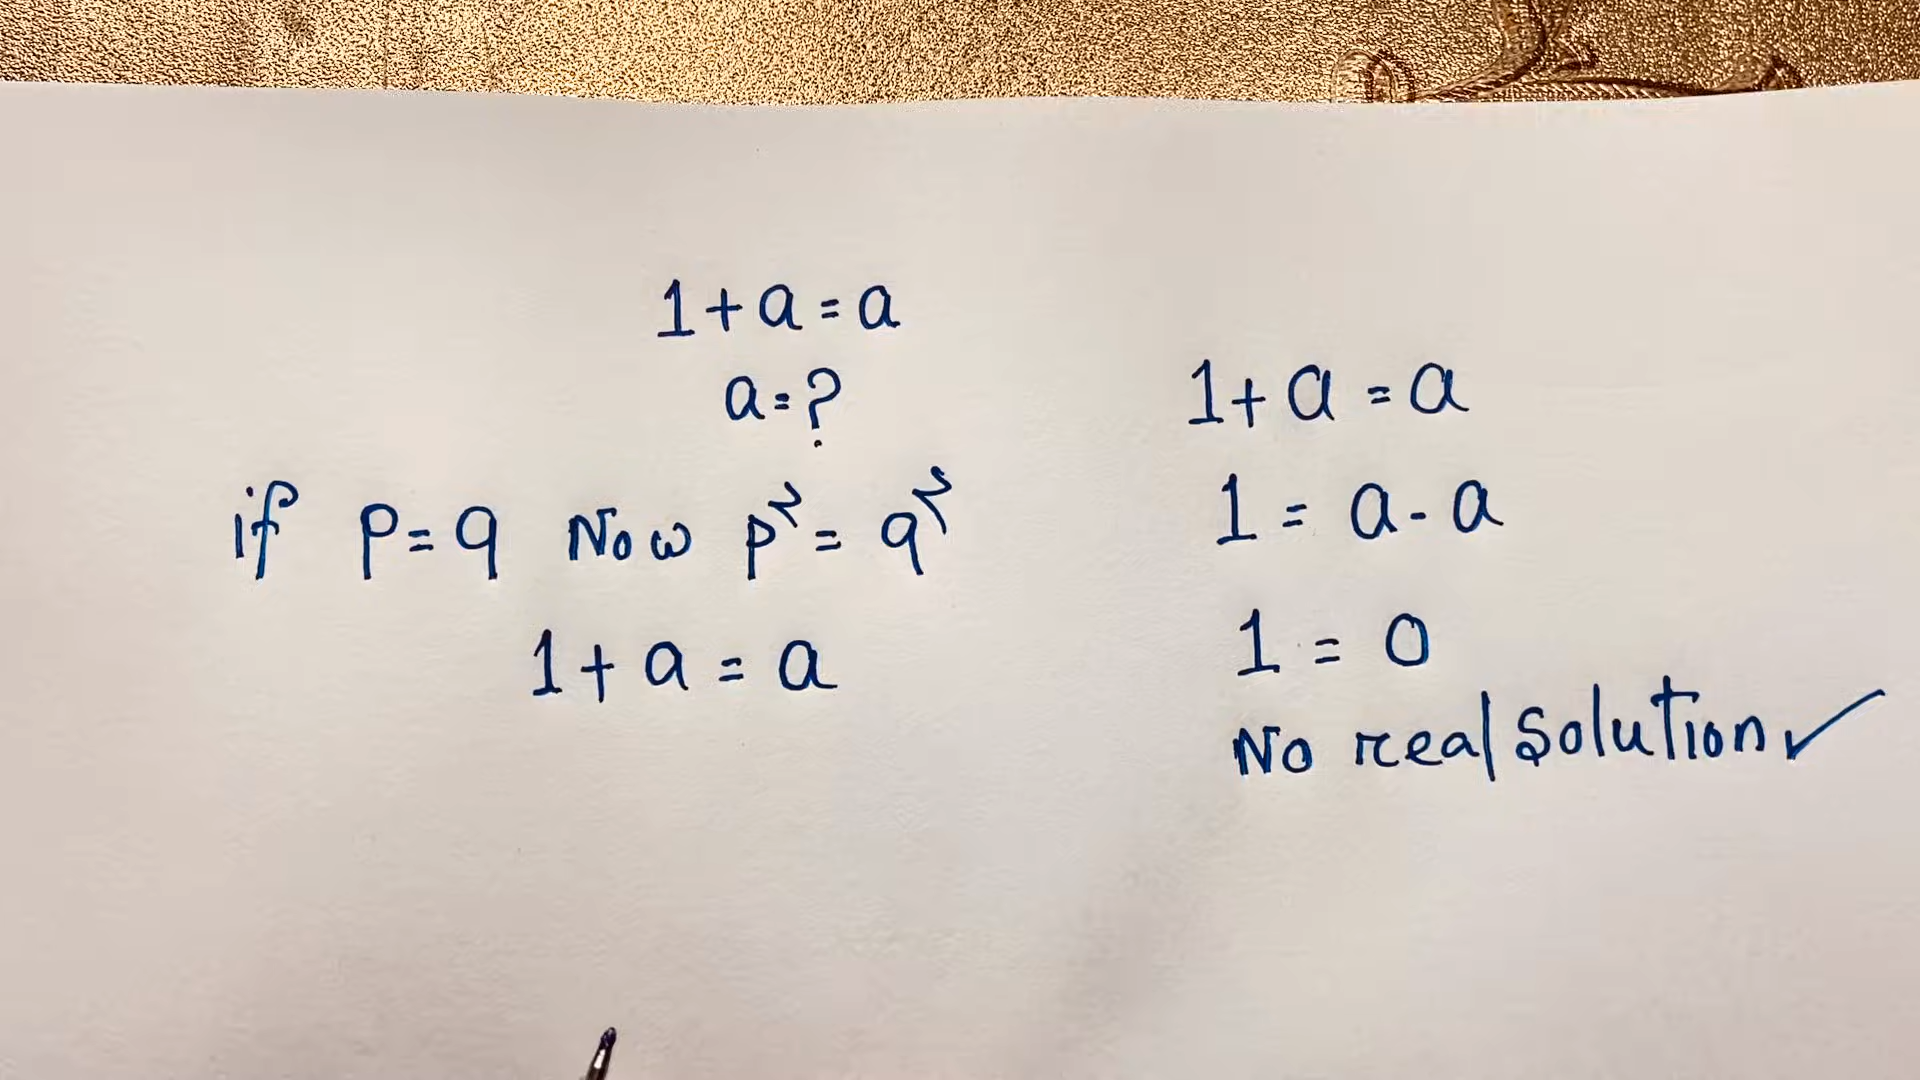 1+a=a
a=?
if p=q Now p²=q²
1+a=a
1+a=a
1=a-a
1=0
No real solution✓